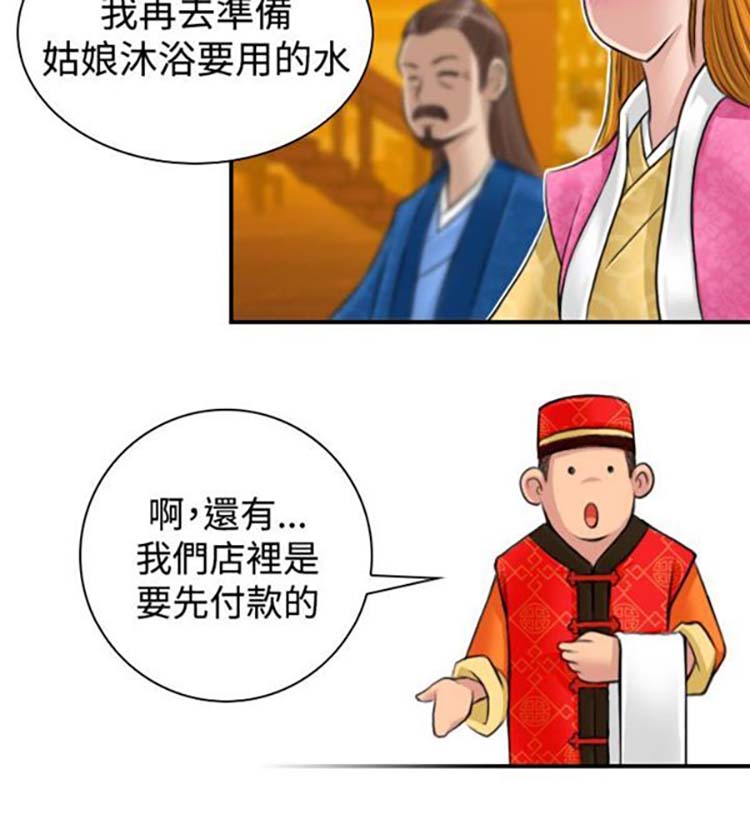 我再去準備
姑娘沐浴要用的水
啊，還有...
我們店裡是
要先付款的